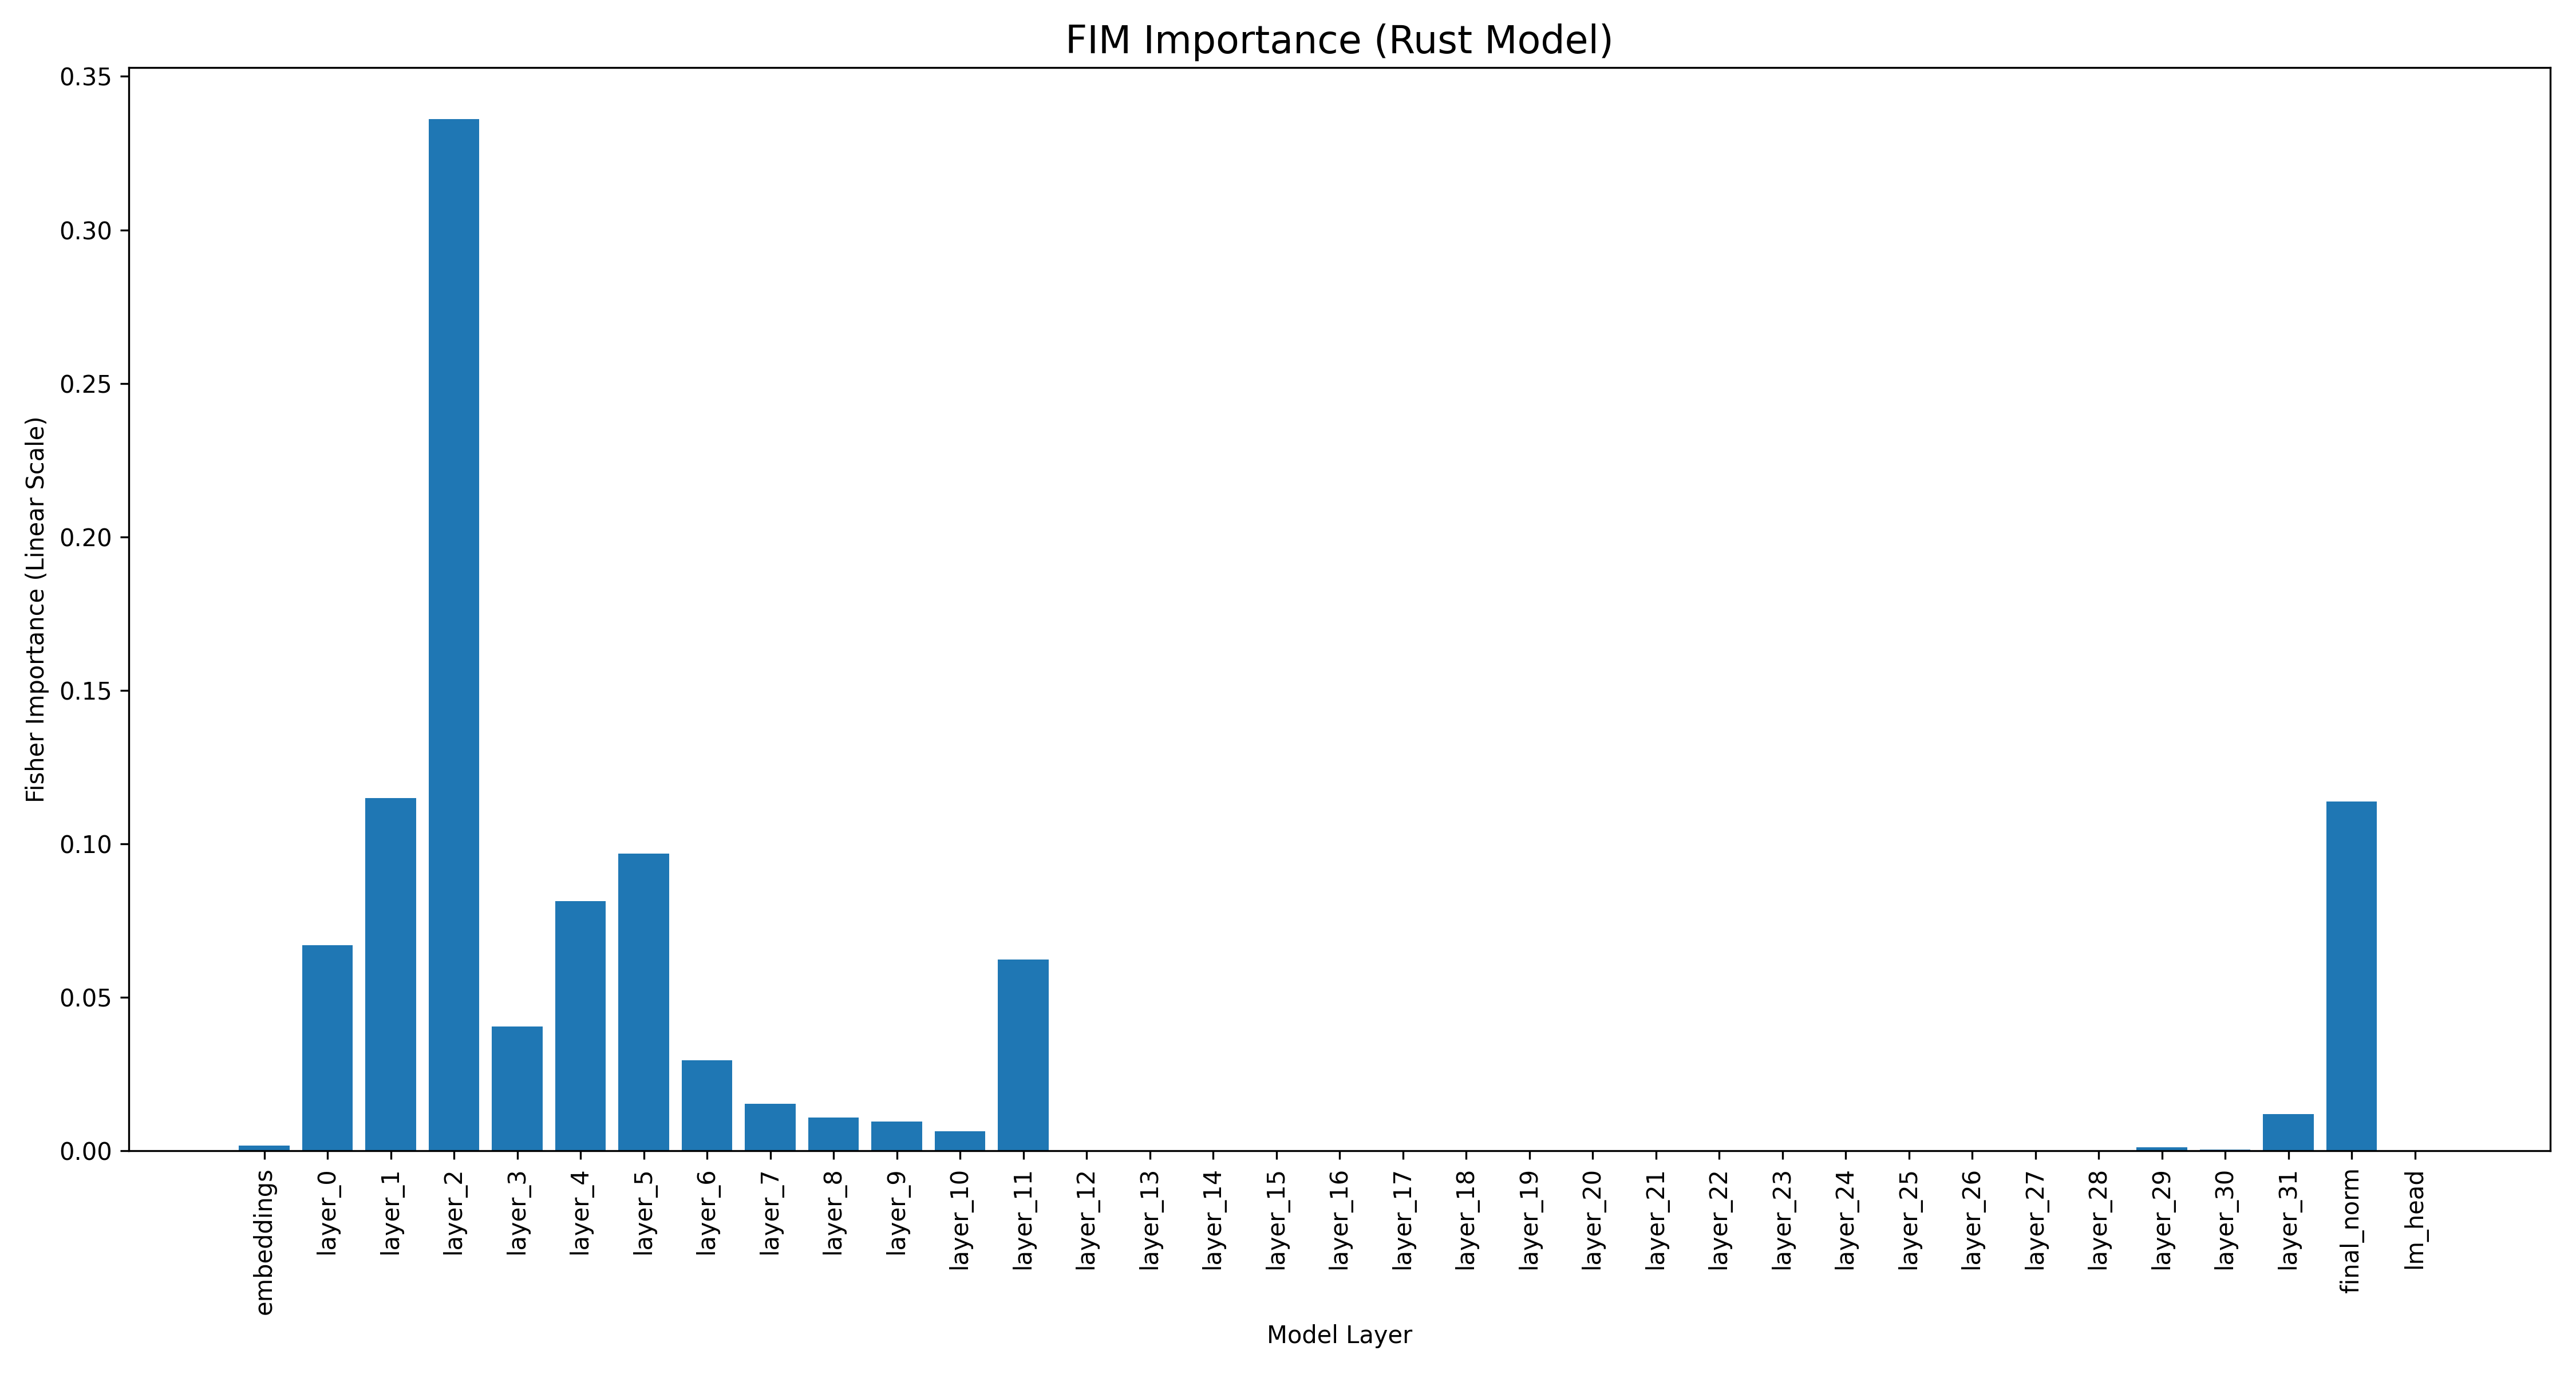 FIM Importance (Rust Model)
Fisher Importance (Linear Scale)
0.35
0.30
0.25
0.20
0.15
0.10
0.05
0.00
embeddings
layer_0
layer_1
layer_2
layer_3
layer_4
layer_5
layer_6
layer_7
layer_8
layer_9
layer_10
layer_11
layer_12
layer_13
layer_14
layer_15
layer_16
layer_17
layer_18
layer_19
layer_20
layer_21
layer_22
layer_23
layer_24
layer_25
layer_26
layer_27
layer_28
layer_29
layer_30
layer_31
final_norm
lm_head
Model Layer